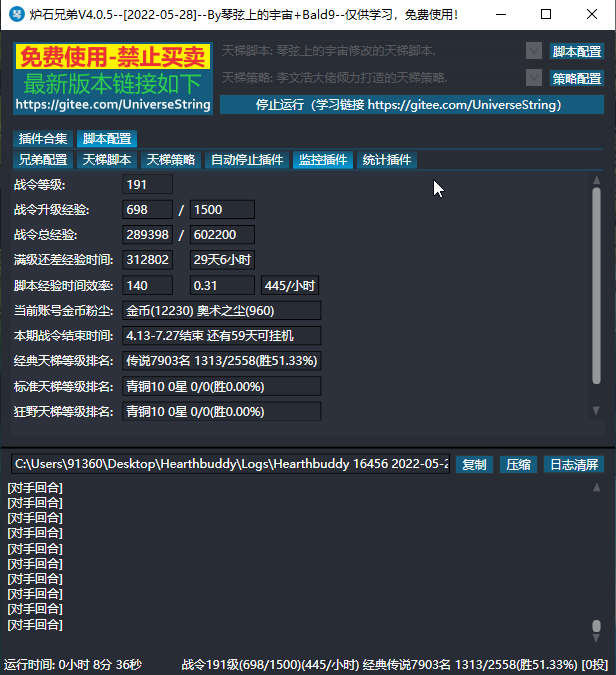 炉石兄弟V4.0.5--[2022-05-28]--By琴弦上的宇宙+Bald9--仅供学习，免费使用！
免费使用-禁止买卖
最新版本链接如下
https://gitee.com/UniverseString
天梯脚本: 琴弦上的宇宙修改的天梯脚本.
脚本配置
天梯策略: 李文浩大佬倾力打造的天梯策略.
策略配置
停止运行（学习链接 https://gitee.com/UniverseString）
插件合集 脚本配置
兄弟配置 天梯脚本 天梯策略 自动停止插件 监控插件 统计插件
战令等级: 191
战令升级经验: 698 / 1500
战令总经验: 289398 / 602200
满级还差经验时间: 312802 29天6小时
脚本经验时间效率: 140 0.31 445/小时
当前账号金币粉尘: 金币(12230) 奥术之尘(960)
本期战令结束时间: 4.13-7.27结束 还有59天可挂机
经典天梯等级排名: 传说7903名 1313/2558(胜51.33%)
标准天梯等级排名: 青铜10 0星 0/0(胜0.00%)
狂野天梯等级排名: 青铜10 0星 0/0(胜0.00%)
C:\Users\91360\Desktop\Hearthbuddy\Logs\Hearthbuddy 16456 2022-05-2
复制 压缩 日志清屏
[对手回合]
[对手回合]
[对手回合]
[对手回合]
[对手回合]
[对手回合]
[对手回合]
[对手回合]
[对手回合]
[对手回合]
运行时间: 0小时 8分 36秒
战令191级(698/1500)(445/小时) 经典传说7903名 1313/2558(胜51.33%) [0投]